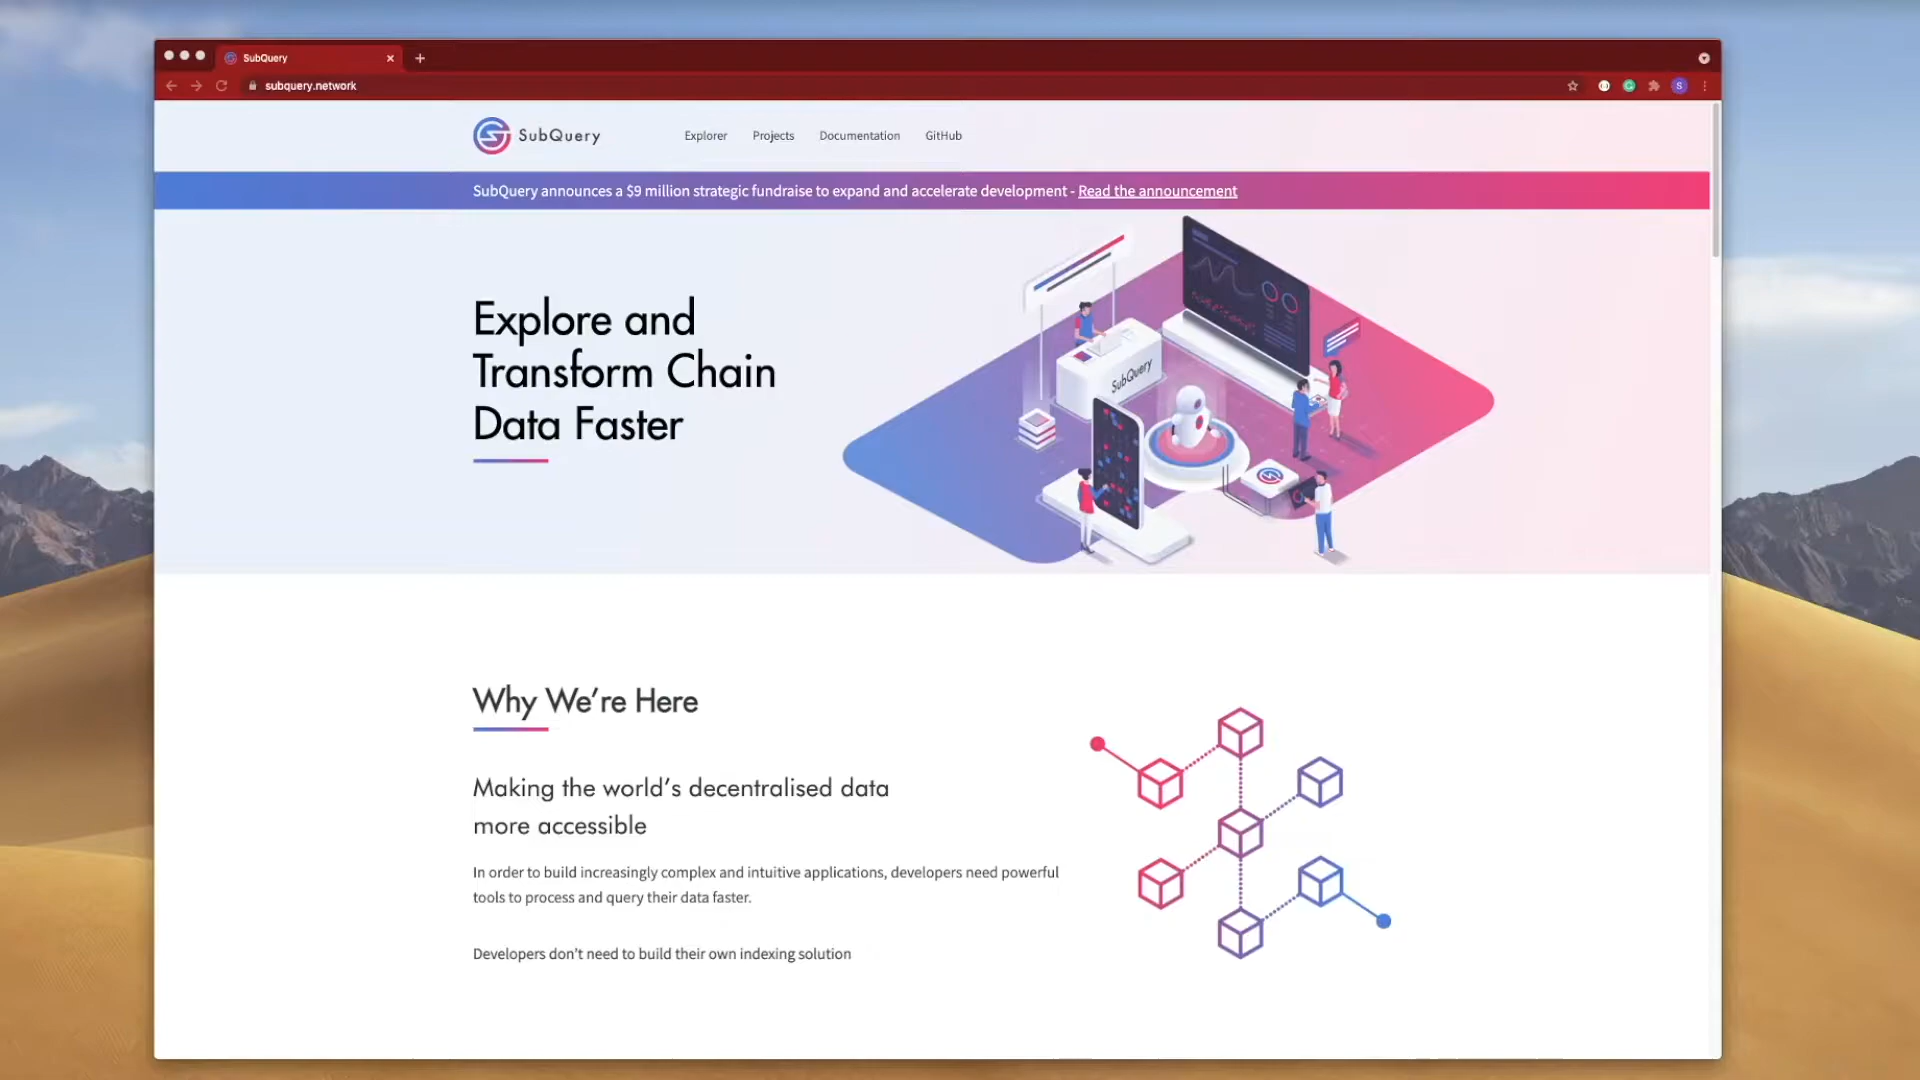 SubQuery
subquery.network
S
SubQuery
Explorer
Projects
Documentation
GitHub
SubQuery announces a $9 million strategic fundraise to expand and accelerate development - Read the announcement
Explore and
Transform Chain
Data Faster
SubQuery
Why We're Here
Making the world's decentralised data
more accessible
In order to build increasingly complex and intuitive applications, developers need powerful
tools to process and query their data faster.
Developers don't need to build their own indexing solution